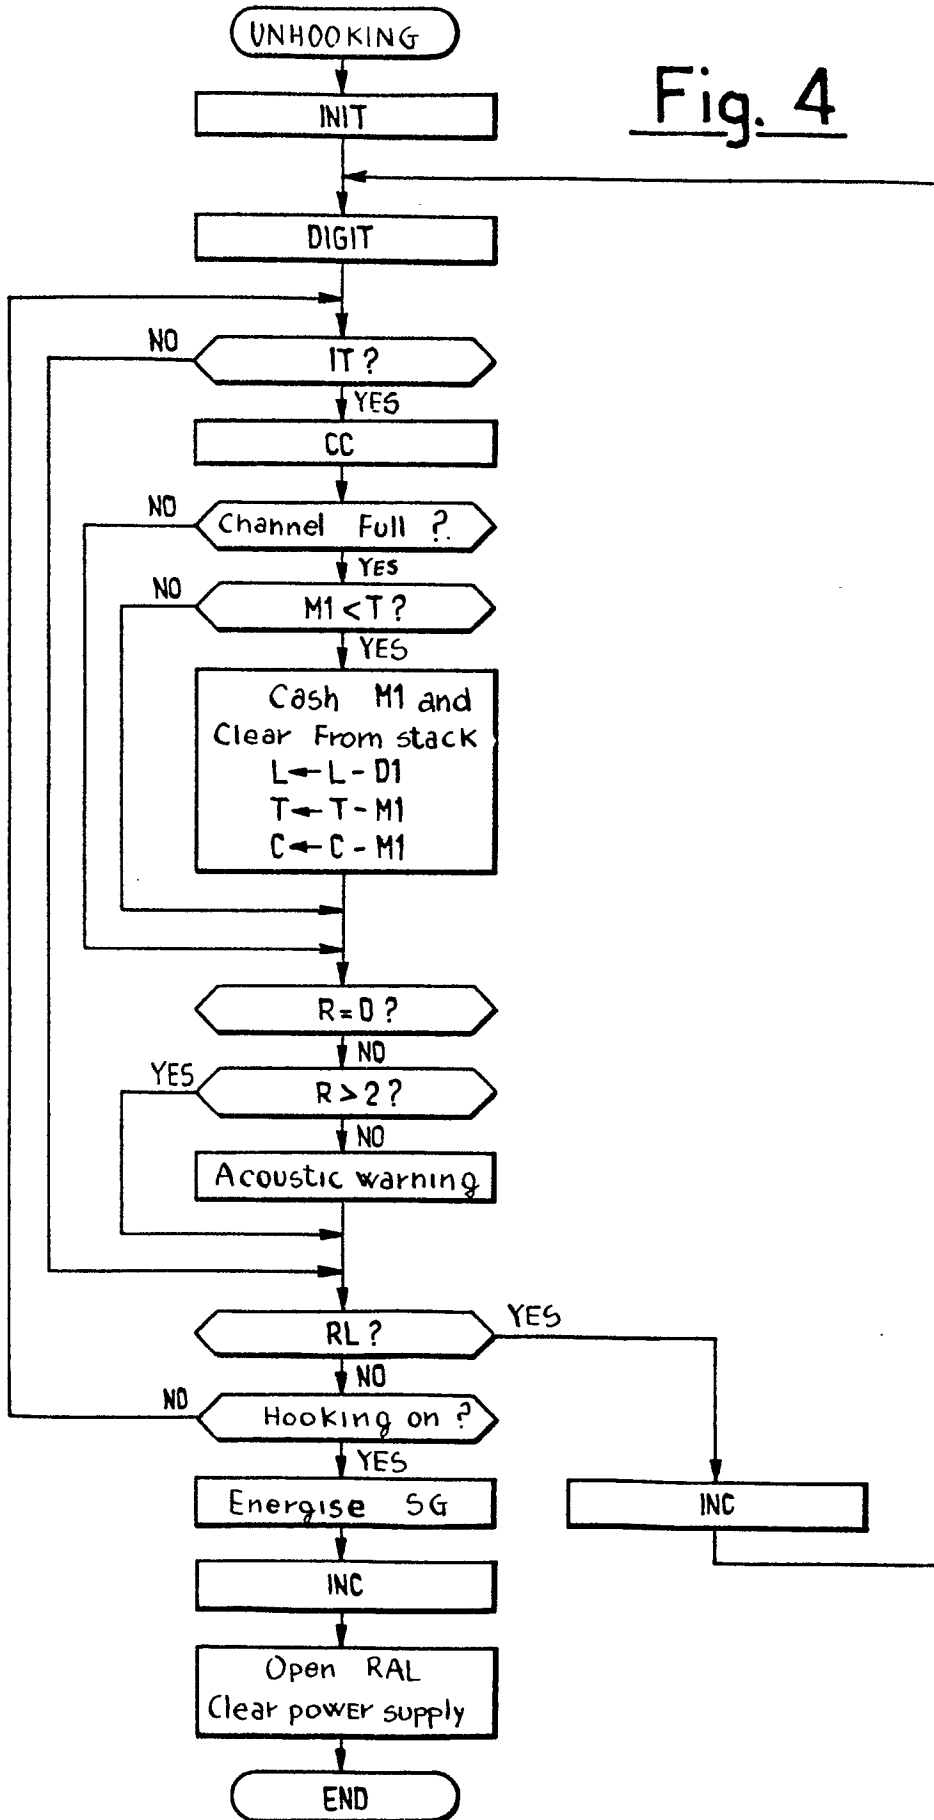 UNHOOKING
Fig. 4
INIT
DIGIT
NO
IT ?
YES
CC
NO
Channel Full ?
YES
NO
M1 < T ?
YES
Cash M1 and
Clear From stack
L ← L - D1
T ← T - M1
C ← C - M1
R = 0 ?
NO
YES
R > 2 ?
NO
Acoustic warning
RL ?
YES
NO
NO
Hooking on ?
YES
Energise SG
INC
INC
Open RAL
Clear power supply
END